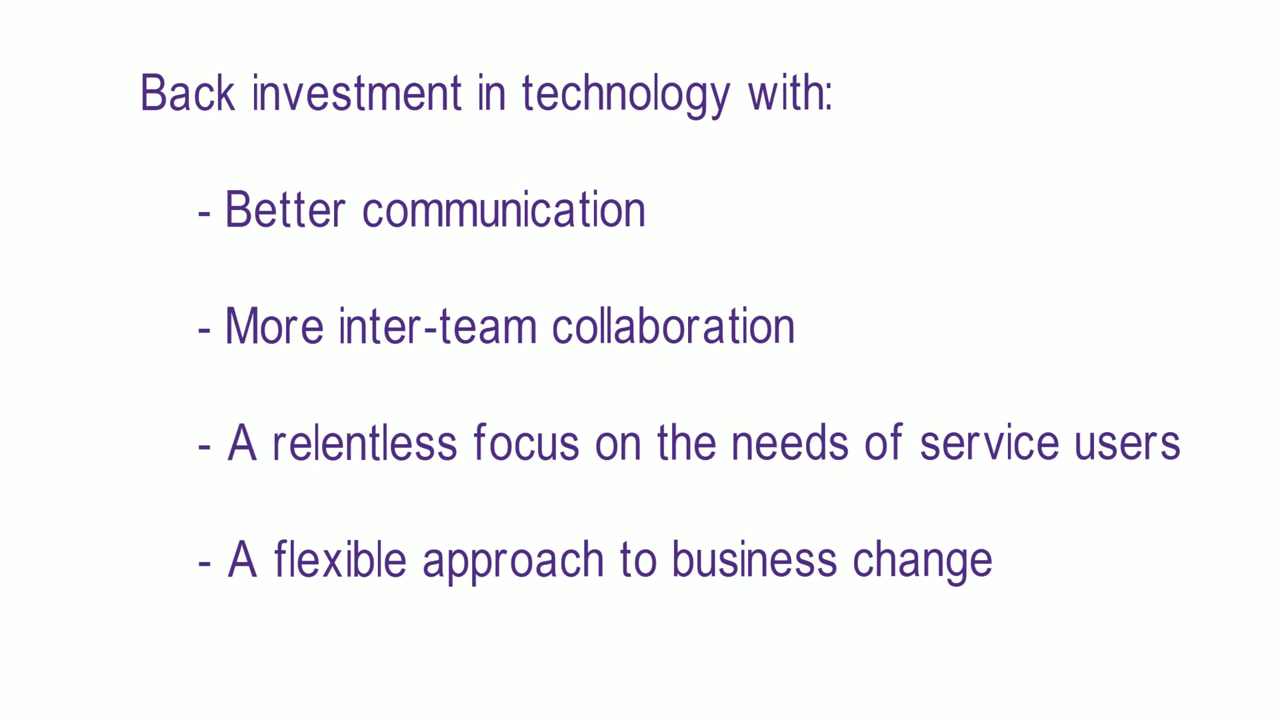 Back investment in technology with:
- Better communication
- More inter-team collaboration
- A relentless focus on the needs of service users
- A flexible approach to business change